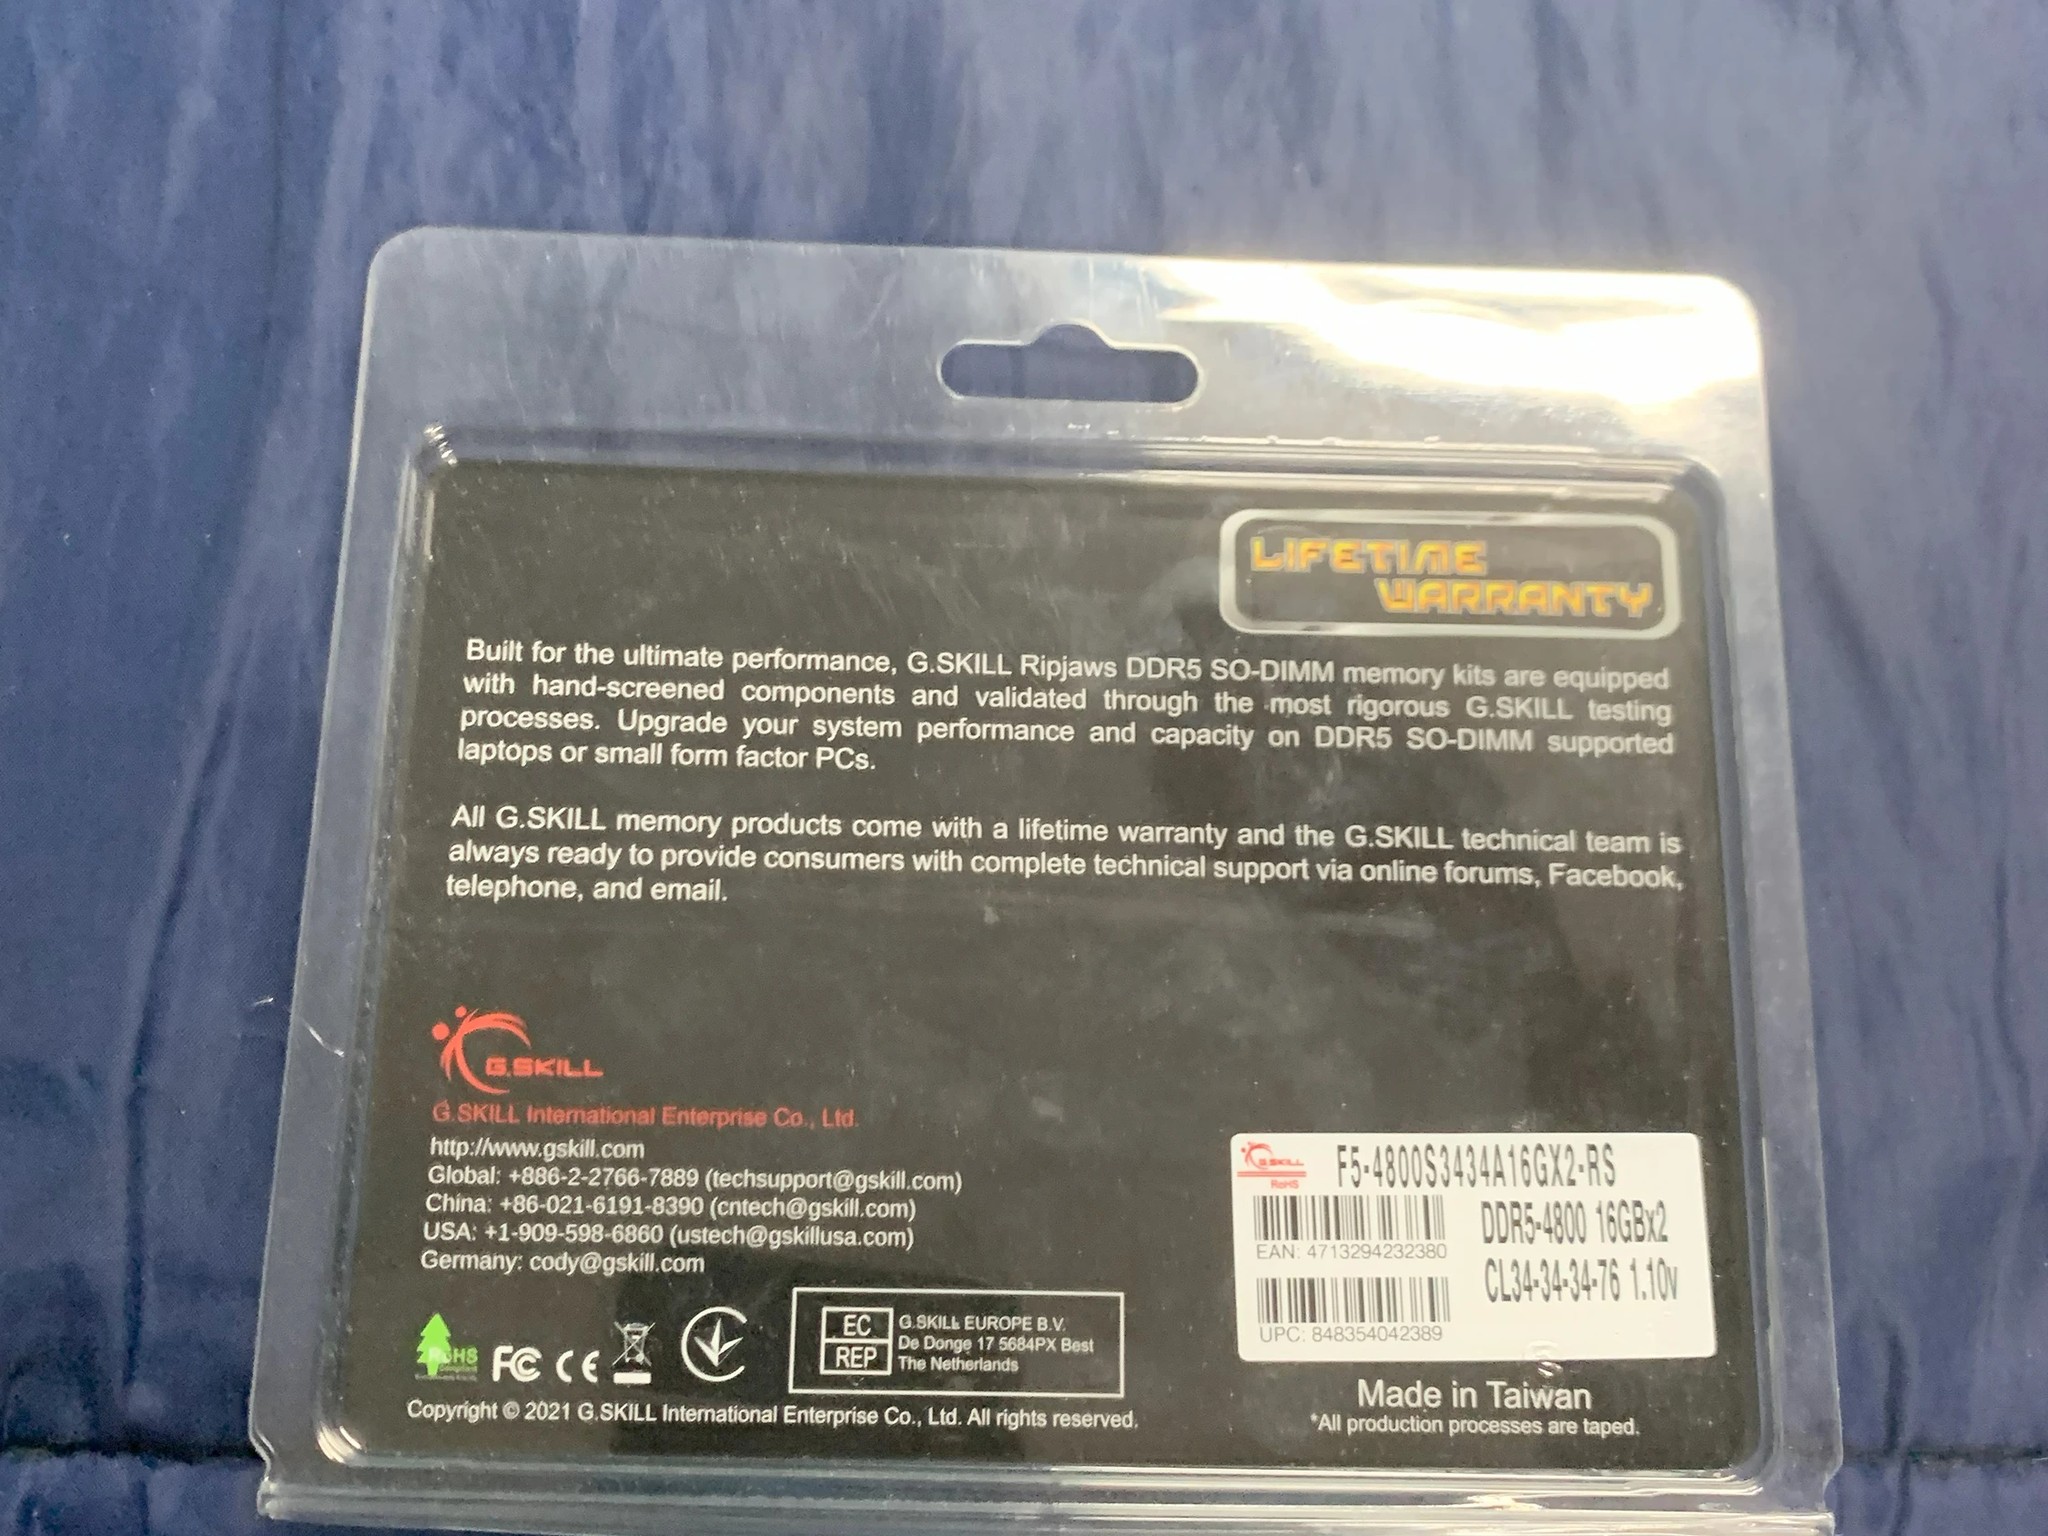 LIFETIME
WARRANTY
Built for the ultimate performance, G.SKILL Ripjaws DDR5 SO-DIMM memory kits are equipped
with hand-screened components and validated through the most rigorous G.SKILL testing
processes. Upgrade your system performance and capacity on DDR5 SO-DIMM supported
laptops or small form factor PCs.
All G.SKILL memory products come with a lifetime warranty and the G.SKILL technical team is
always ready to provide consumers with complete technical support via online forums, Facebook,
telephone, and email.
G.SKILL
G.SKILL International Enterprise Co., Ltd.
http://www.gskill.com
Global: +886-2-2766-7889 (techsupport@gskill.com)
China: +86-021-6191-8390 (cntech@gskill.com)
USA: +1-909-598-6860 (ustech@gskillusa.com)
Germany: cody@gskill.com
RoHS
Compliant
FC CE
EC
REP
G.SKILL EUROPE B.V.
De Donge 17 5684PX Best
The Netherlands
Copyright © 2021 G.SKILL International Enterprise Co., Ltd. All rights reserved.
G.SKILL
RoHS
F5-4800S3434A16GX2-RS
DDR5-4800 16GBx2
EAN: 4713294232380
CL34-34-34-76 1.10v
UPC: 848354042389
Made in Taiwan
*All production processes are taped.